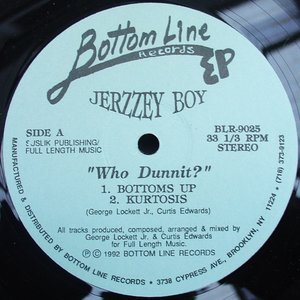 Bottom Line
Records
EP
JERZZEY BOY
SIDE A
SUSLIK PUBLISHING/
FULL LENGTH MUSIC
BLR-9025
33 1/3 RPM
STEREO
"Who Dunnit?"
1. BOTTOMS UP
2. KURTOSIS
(George Lockett Jr., Curtis Edwards)
All tracks produced, composed, arranged & mixed by
George Lockett Jr. & Curtis Edwards
for Full Length Music.
© 1992 BOTTOM LINE RECORDS
MANUFACTURED & DISTRIBUTED BY BOTTOM LINE RECORDS • 3738 CYPRESS AVE., BROOKLYN, NY 11224 • (718) 373-0123